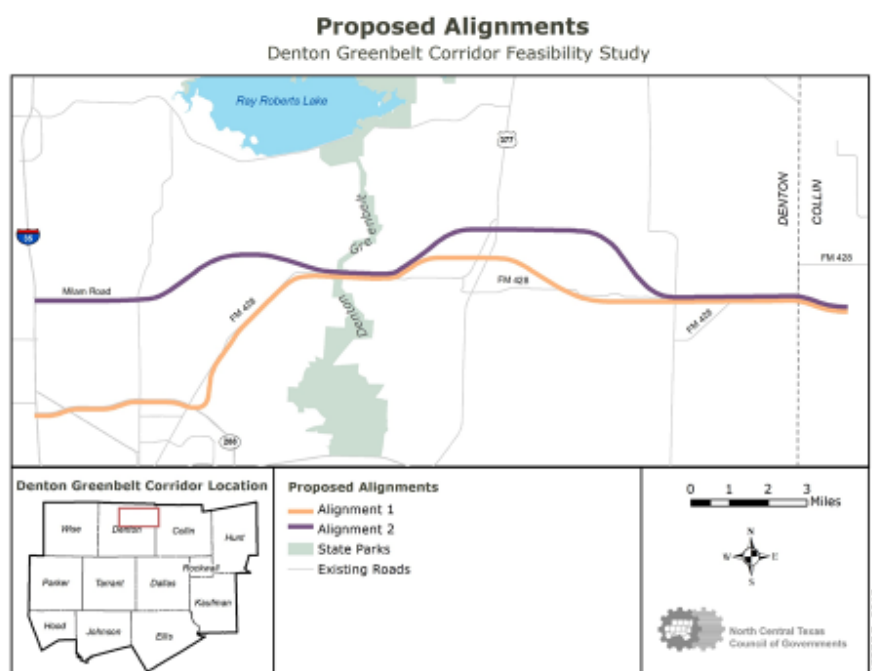 Proposed Alignments
Denton Greenbelt Corridor Feasibility Study
Ray Roberts Lake
377
DENTON
COLLIN
Greenbelt
35
FM 428
Milam Road
FM 428
FM 428
Denton
FM 428
288
Denton Greenbelt Corridor Location
Wise
Denton
Collin
Hunt
Rockwall
Parker
Tarrant
Dallas
Kaufman
Hood
Johnson
Ellis
Proposed Alignments
Alignment 1
Alignment 2
State Parks
Existing Roads
0 1 2 3
Miles
N
W E
S
North Central Texas
Council of Governments